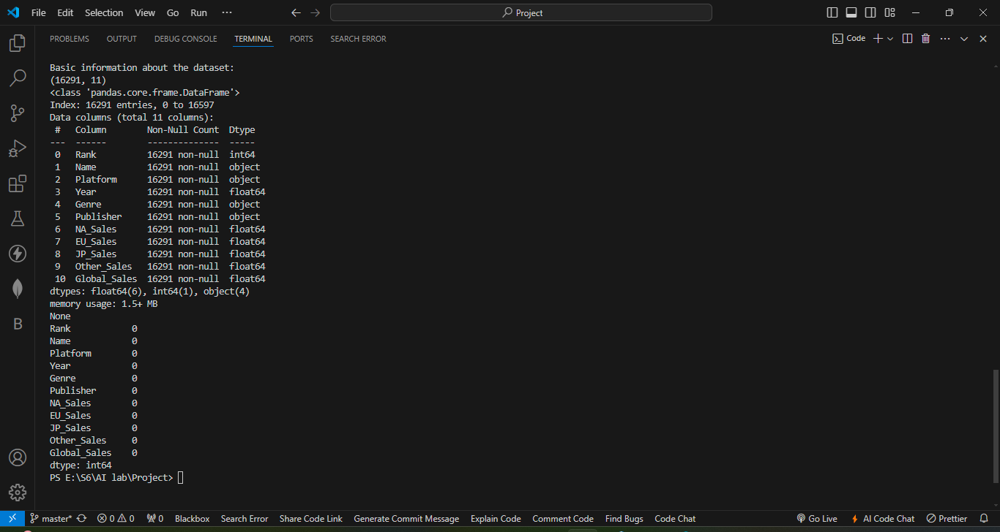 File Edit Selection View Go Run ··· Project
PROBLEMS OUTPUT DEBUG CONSOLE TERMINAL PORTS SEARCH ERROR Code
Basic information about the dataset:
(16291, 11)
<class 'pandas.core.frame.DataFrame'>
Index: 16291 entries, 0 to 16597
Data columns (total 11 columns):
 #   Column        Non-Null Count  Dtype
---  ------        --------------  -----
 0   Rank          16291 non-null  int64
 1   Name          16291 non-null  object
 2   Platform      16291 non-null  object
 3   Year          16291 non-null  float64
 4   Genre         16291 non-null  object
 5   Publisher     16291 non-null  object
 6   NA_Sales      16291 non-null  float64
 7   EU_Sales      16291 non-null  float64
 8   JP_Sales      16291 non-null  float64
 9   Other_Sales   16291 non-null  float64
 10  Global_Sales  16291 non-null  float64
dtypes: float64(6), int64(1), object(4)
memory usage: 1.5+ MB
None
Rank            0
Name            0
Platform        0
Year            0
Genre           0
Publisher       0
NA_Sales        0
EU_Sales        0
JP_Sales        0
Other_Sales     0
Global_Sales    0
dtype: int64
PS E:\S6\AI lab\Project>
B
master* 0 0 0 Blackbox Search Error Share Code Link Generate Commit Message Explain Code Comment Code Find Bugs Code Chat Go Live AI Code Chat Prettier